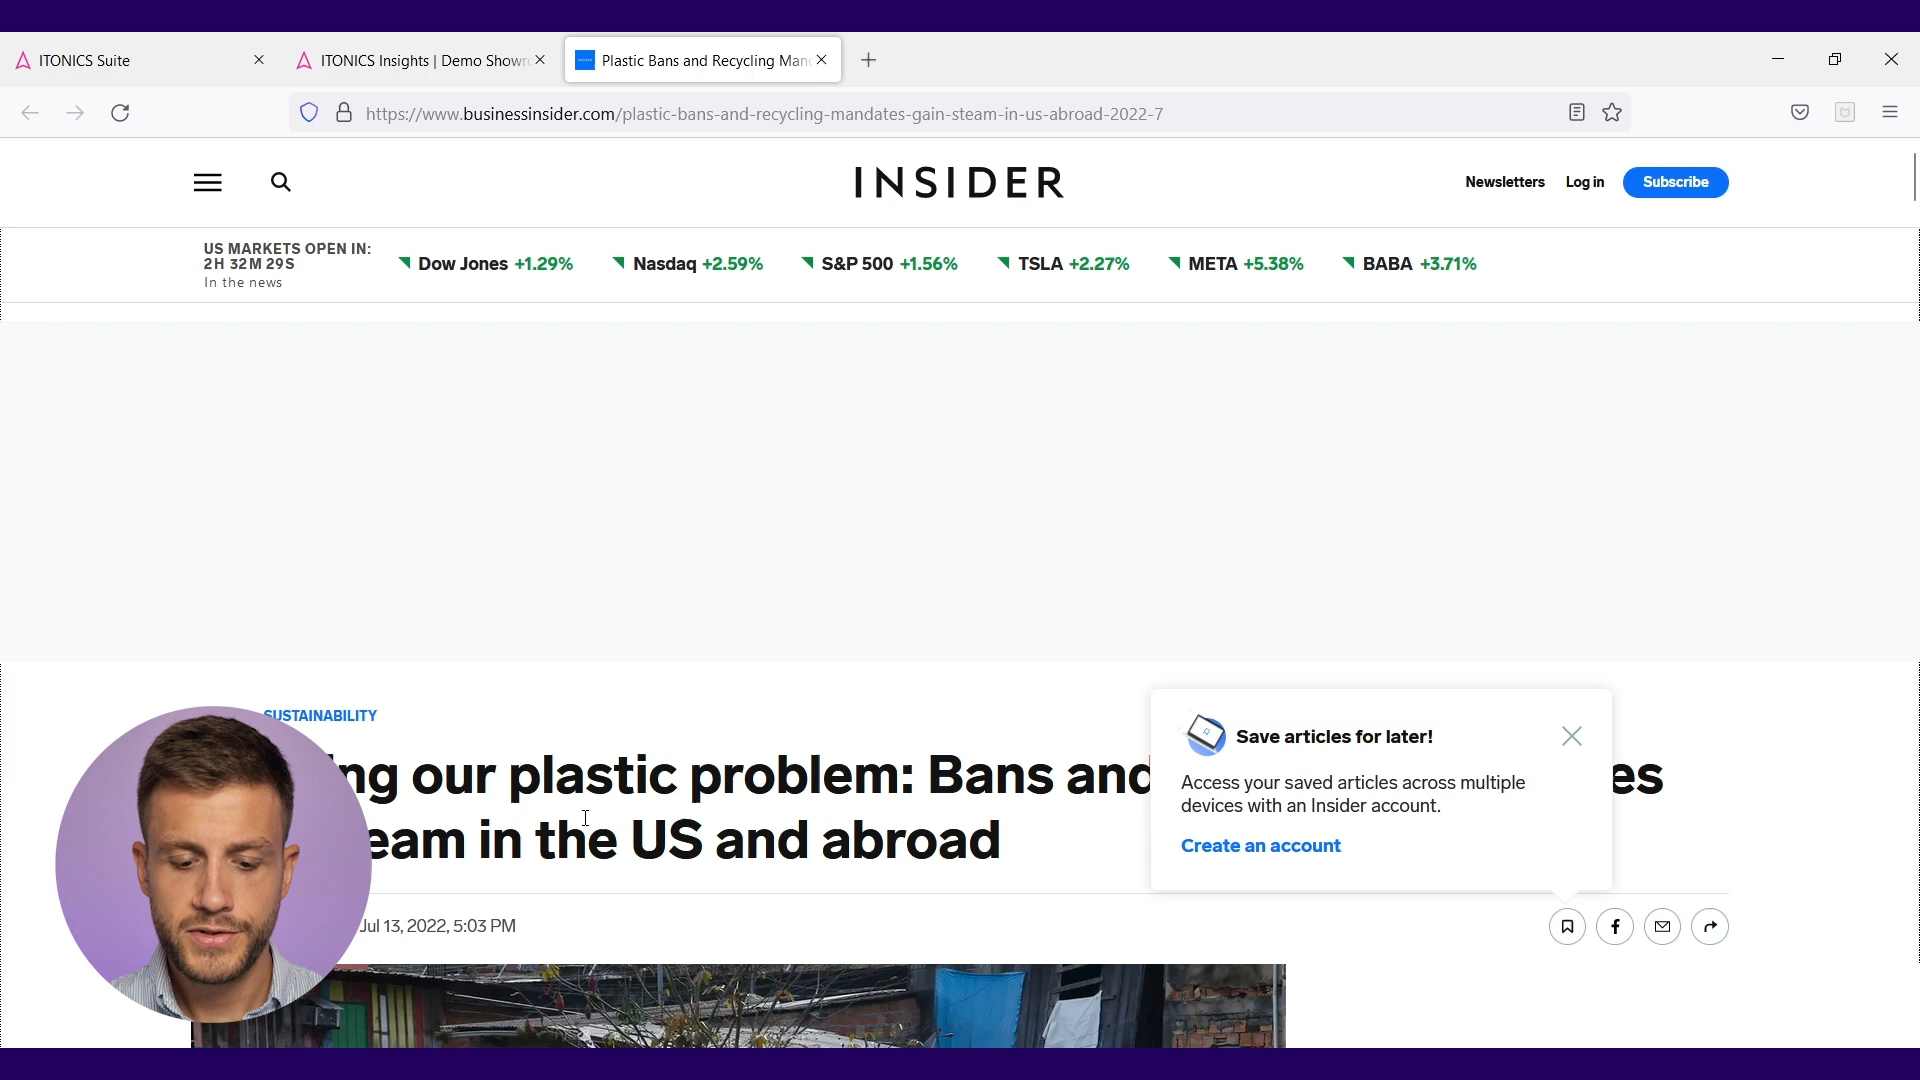 ITONICS Suite
ITONICS Insights | Demo Showr
Plastic Bans and Recycling Man
https://www.businessinsider.com/plastic-bans-and-recycling-mandates-gain-steam-in-us-abroad-2022-7
INSIDER
Newsletters
Log in
Subscribe
US MARKETS OPEN IN:
2H 32M 29S
In the news
Dow Jones +1.29%
Nasdaq +2.59%
S&P 500 +1.56%
TSLA +2.27%
META +5.38%
BABA +3.71%
SUSTAINABILITY
ng our plastic problem: Bans and es
eam in the US and abroad
Save articles for later!
Access your saved articles across multiple
devices with an Insider account.
Create an account
Jul 13, 2022, 5:03 PM